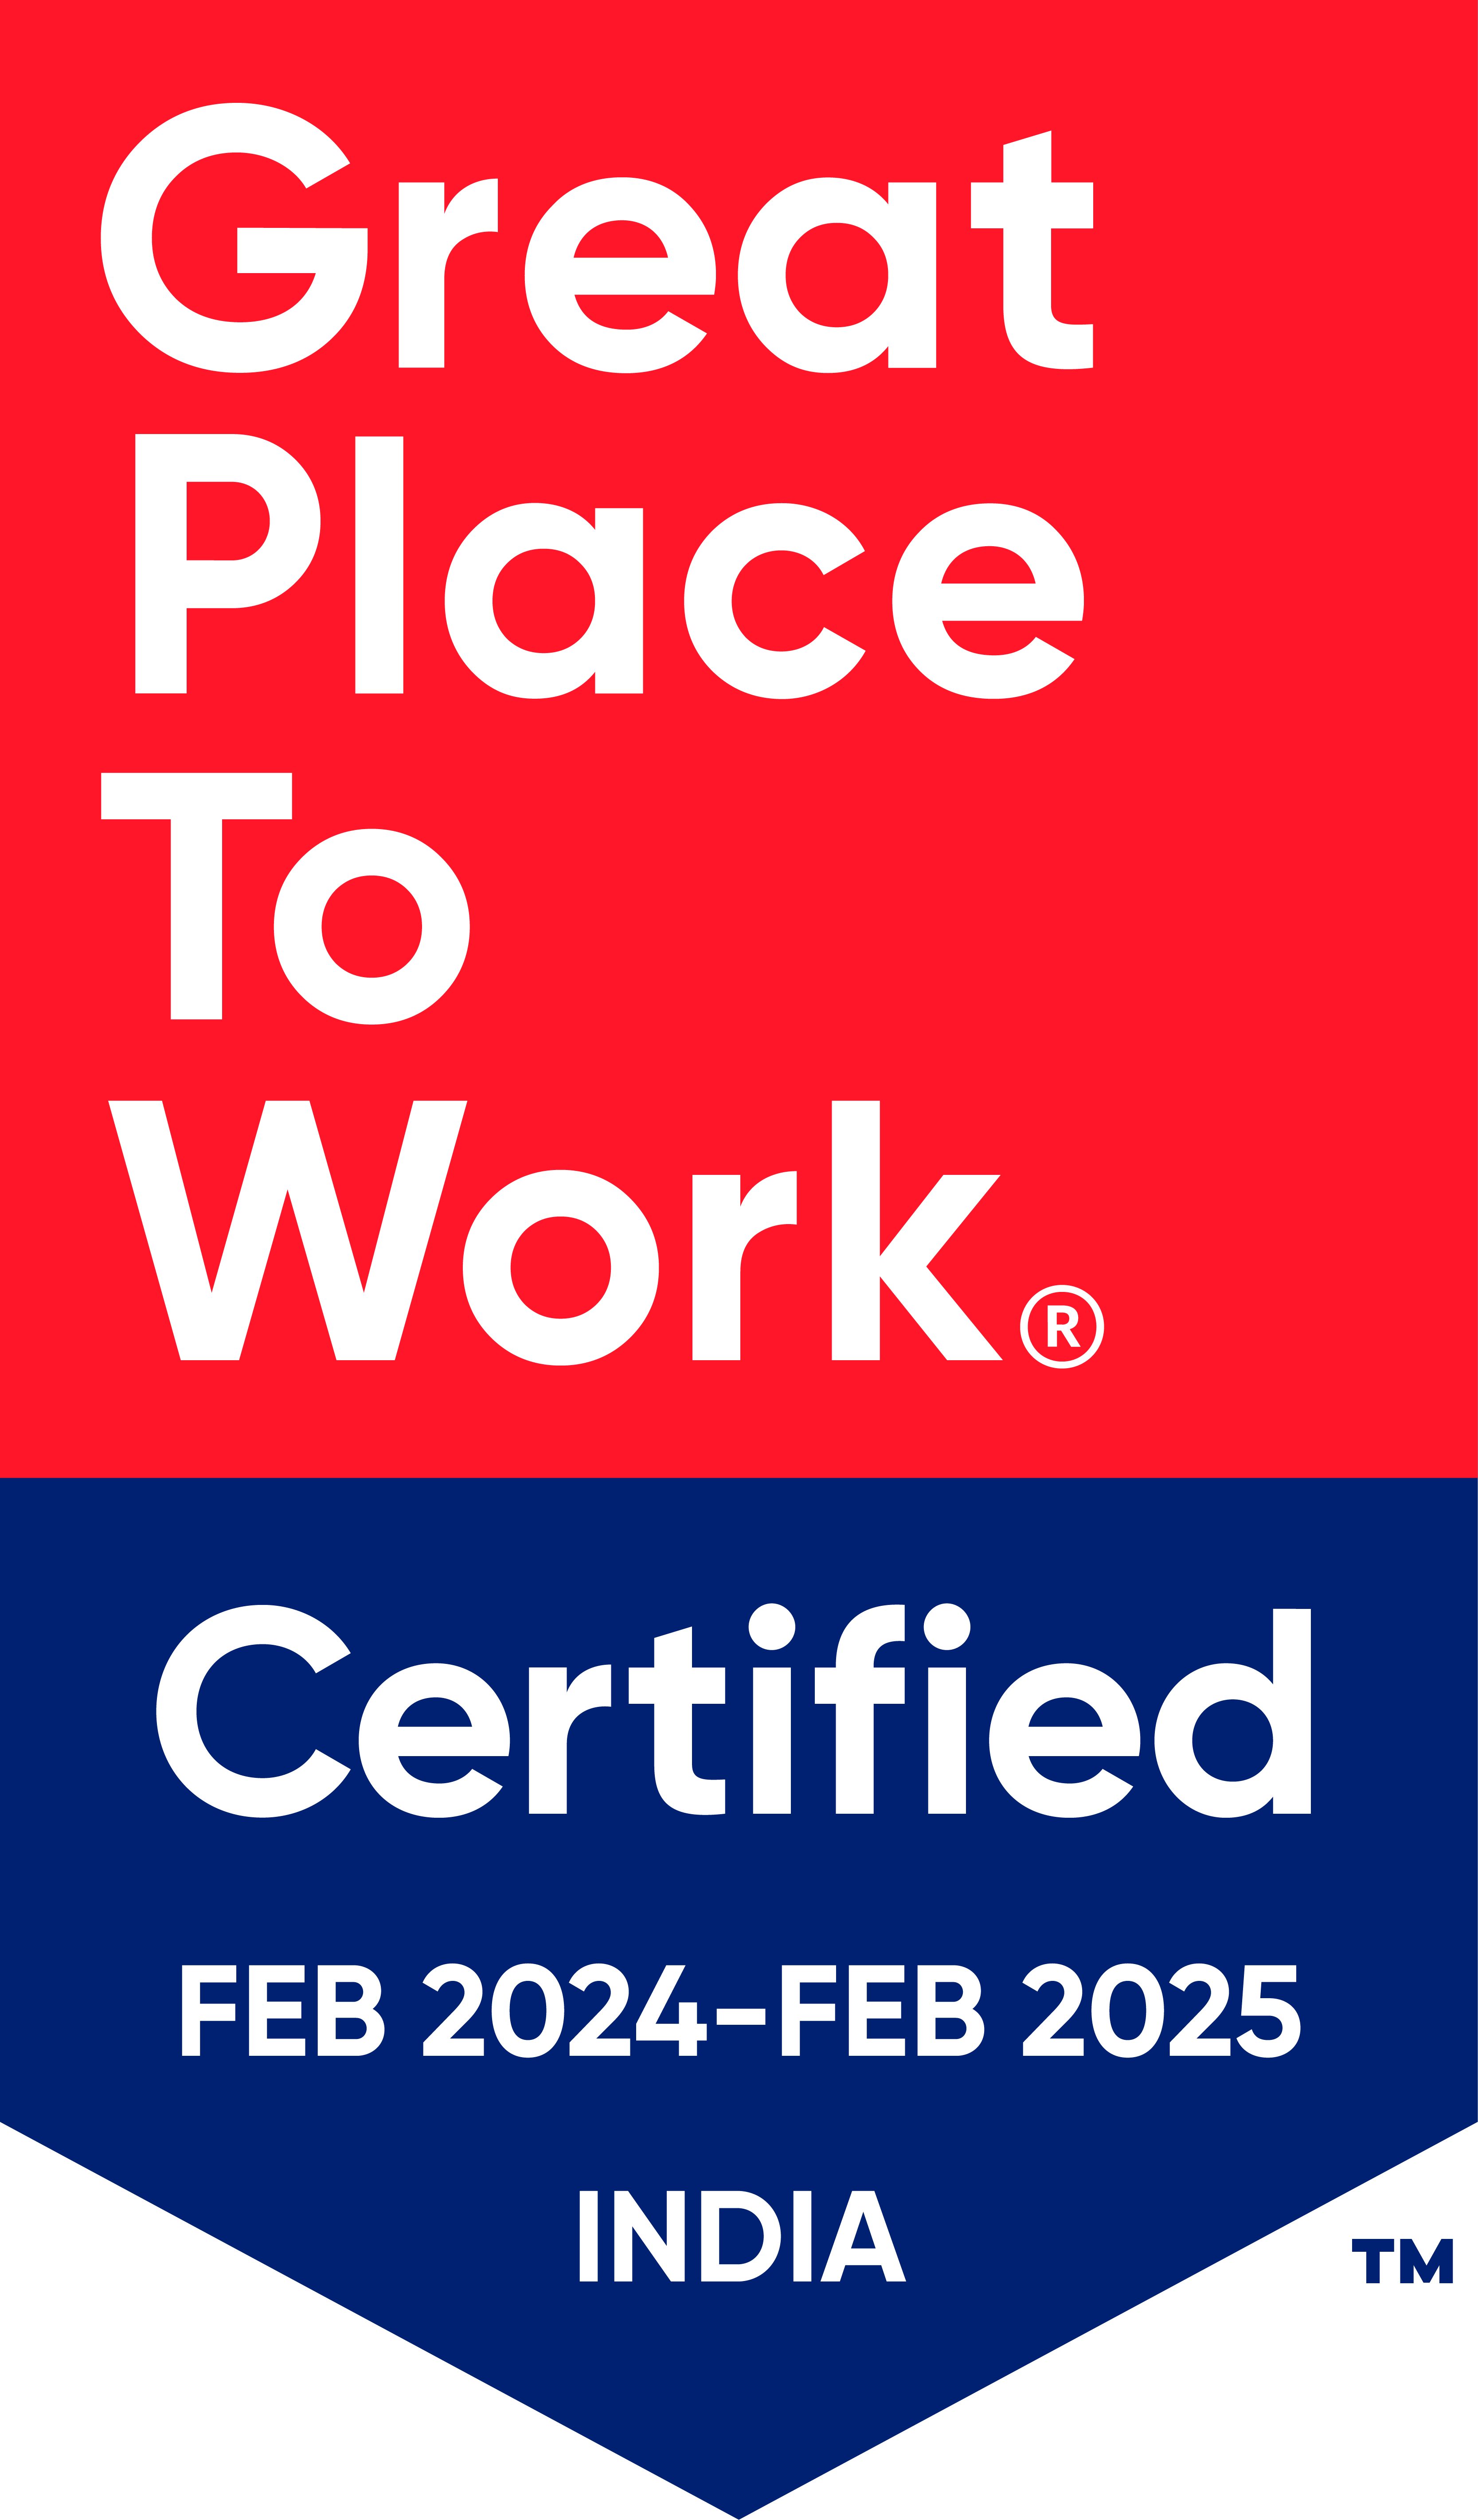 Great
Place
To
Work®
Certified
FEB 2024–FEB 2025
INDIA
TM